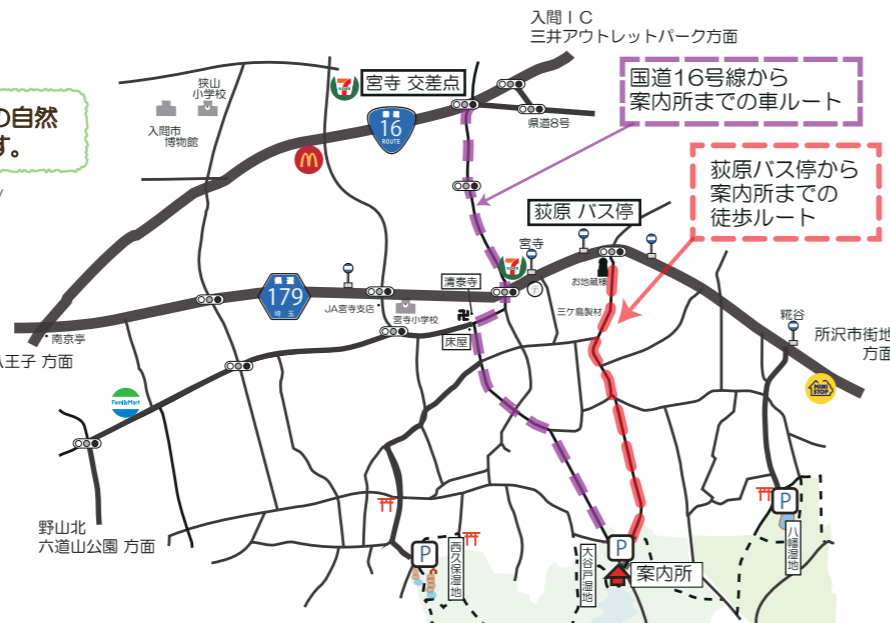 入間ＩＣ
三井アウトレットパーク方面
宮寺 交差点
国道16号線から
案内所までの車ルート
狭山
小学校
入間市
博物館
の自然
す。
国道
16
ROUTE
県道8号
荻原バス停から
案内所までの
徒歩ルート
荻原 バス停
宮寺
お地蔵様
清泰寺
県道
179
埼玉
JA宮寺支店
宮寺小学校
三ケ島製材
糀谷
床屋
南京亭
八王子 方面
所沢市街地
方面
MINI
STOP
FamilyMart
野山北
六道山公園 方面
P
西久保湿地
大谷戸湿地
P
案内所
P
八幡湿地